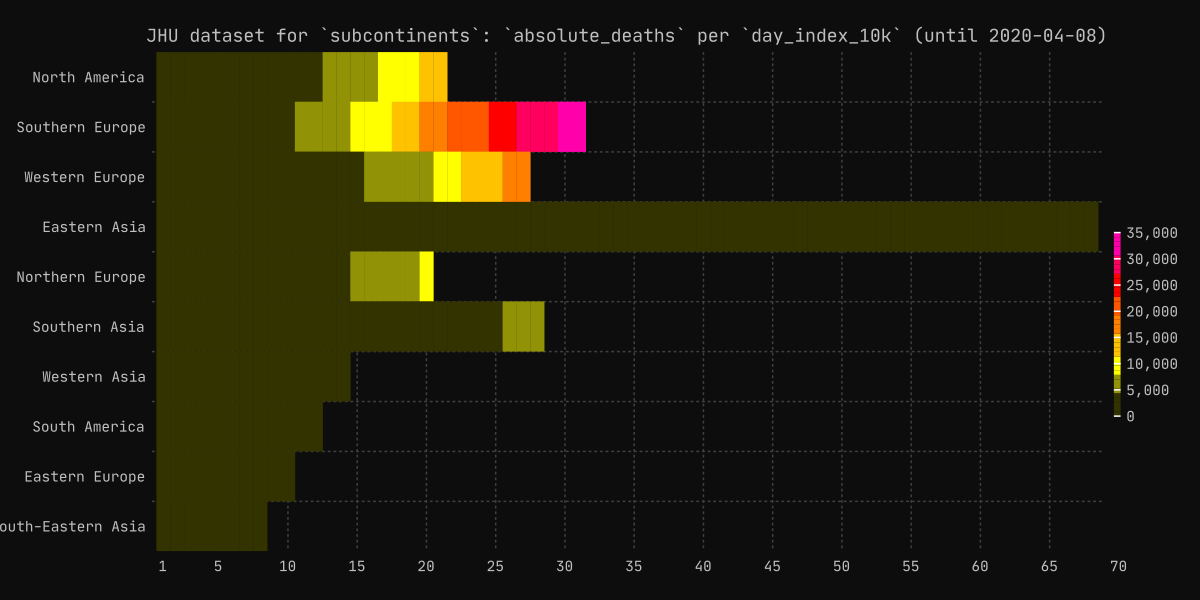 JHU dataset for `subcontinents`: `absolute_deaths` per `day_index_10k` (until 2020-04-08)
North America
Southern Europe
Western Europe
Eastern Asia
Northern Europe
Southern Asia
Western Asia
South America
Eastern Europe
outh-Eastern Asia
35,000
30,000
25,000
20,000
15,000
10,000
5,000
0
1 5 10 15 20 25 30 35 40 45 50 55 60 65 70